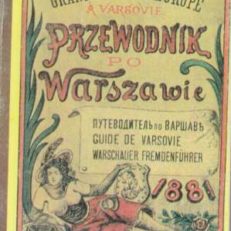 A VARSOVIE
PRZEWODNIK
PO
Warszawie
ПУТЕВОДИТЕЛЬ ПО ВАРШАВѢ
GUIDE DE VARSOVIE
WARSCHAUER FREMDENFÜHRER
1881